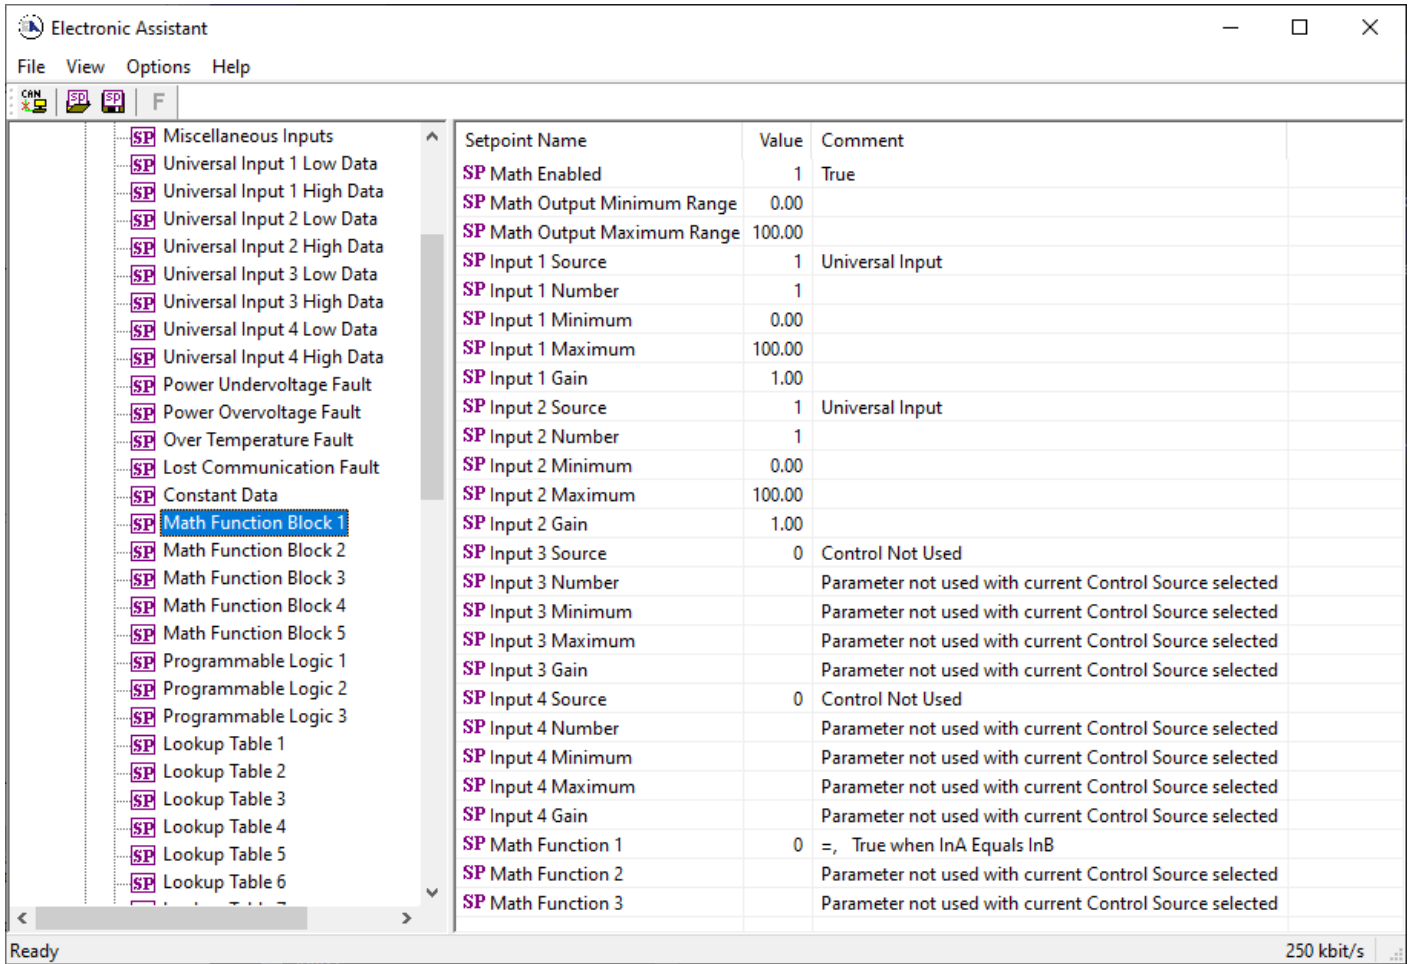 Electronic Assistant
File View Options Help
CAN SP SP F
SP Miscellaneous Inputs
SP Universal Input 1 Low Data
SP Universal Input 1 High Data
SP Universal Input 2 Low Data
SP Universal Input 2 High Data
SP Universal Input 3 Low Data
SP Universal Input 3 High Data
SP Universal Input 4 Low Data
SP Universal Input 4 High Data
SP Power Undervoltage Fault
SP Power Overvoltage Fault
SP Over Temperature Fault
SP Lost Communication Fault
SP Constant Data
SP Math Function Block 1
SP Math Function Block 2
SP Math Function Block 3
SP Math Function Block 4
SP Math Function Block 5
SP Programmable Logic 1
SP Programmable Logic 2
SP Programmable Logic 3
SP Lookup Table 1
SP Lookup Table 2
SP Lookup Table 3
SP Lookup Table 4
SP Lookup Table 5
SP Lookup Table 6
Setpoint Name Value Comment
SP Math Enabled 1 True
SP Math Output Minimum Range 0.00
SP Math Output Maximum Range 100.00
SP Input 1 Source 1 Universal Input
SP Input 1 Number 1
SP Input 1 Minimum 0.00
SP Input 1 Maximum 100.00
SP Input 1 Gain 1.00
SP Input 2 Source 1 Universal Input
SP Input 2 Number 1
SP Input 2 Minimum 0.00
SP Input 2 Maximum 100.00
SP Input 2 Gain 1.00
SP Input 3 Source 0 Control Not Used
SP Input 3 Number Parameter not used with current Control Source selected
SP Input 3 Minimum Parameter not used with current Control Source selected
SP Input 3 Maximum Parameter not used with current Control Source selected
SP Input 3 Gain Parameter not used with current Control Source selected
SP Input 4 Source 0 Control Not Used
SP Input 4 Number Parameter not used with current Control Source selected
SP Input 4 Minimum Parameter not used with current Control Source selected
SP Input 4 Maximum Parameter not used with current Control Source selected
SP Input 4 Gain Parameter not used with current Control Source selected
SP Math Function 1 0 =, True when InA Equals InB
SP Math Function 2 Parameter not used with current Control Source selected
SP Math Function 3 Parameter not used with current Control Source selected
Ready 250 kbit/s